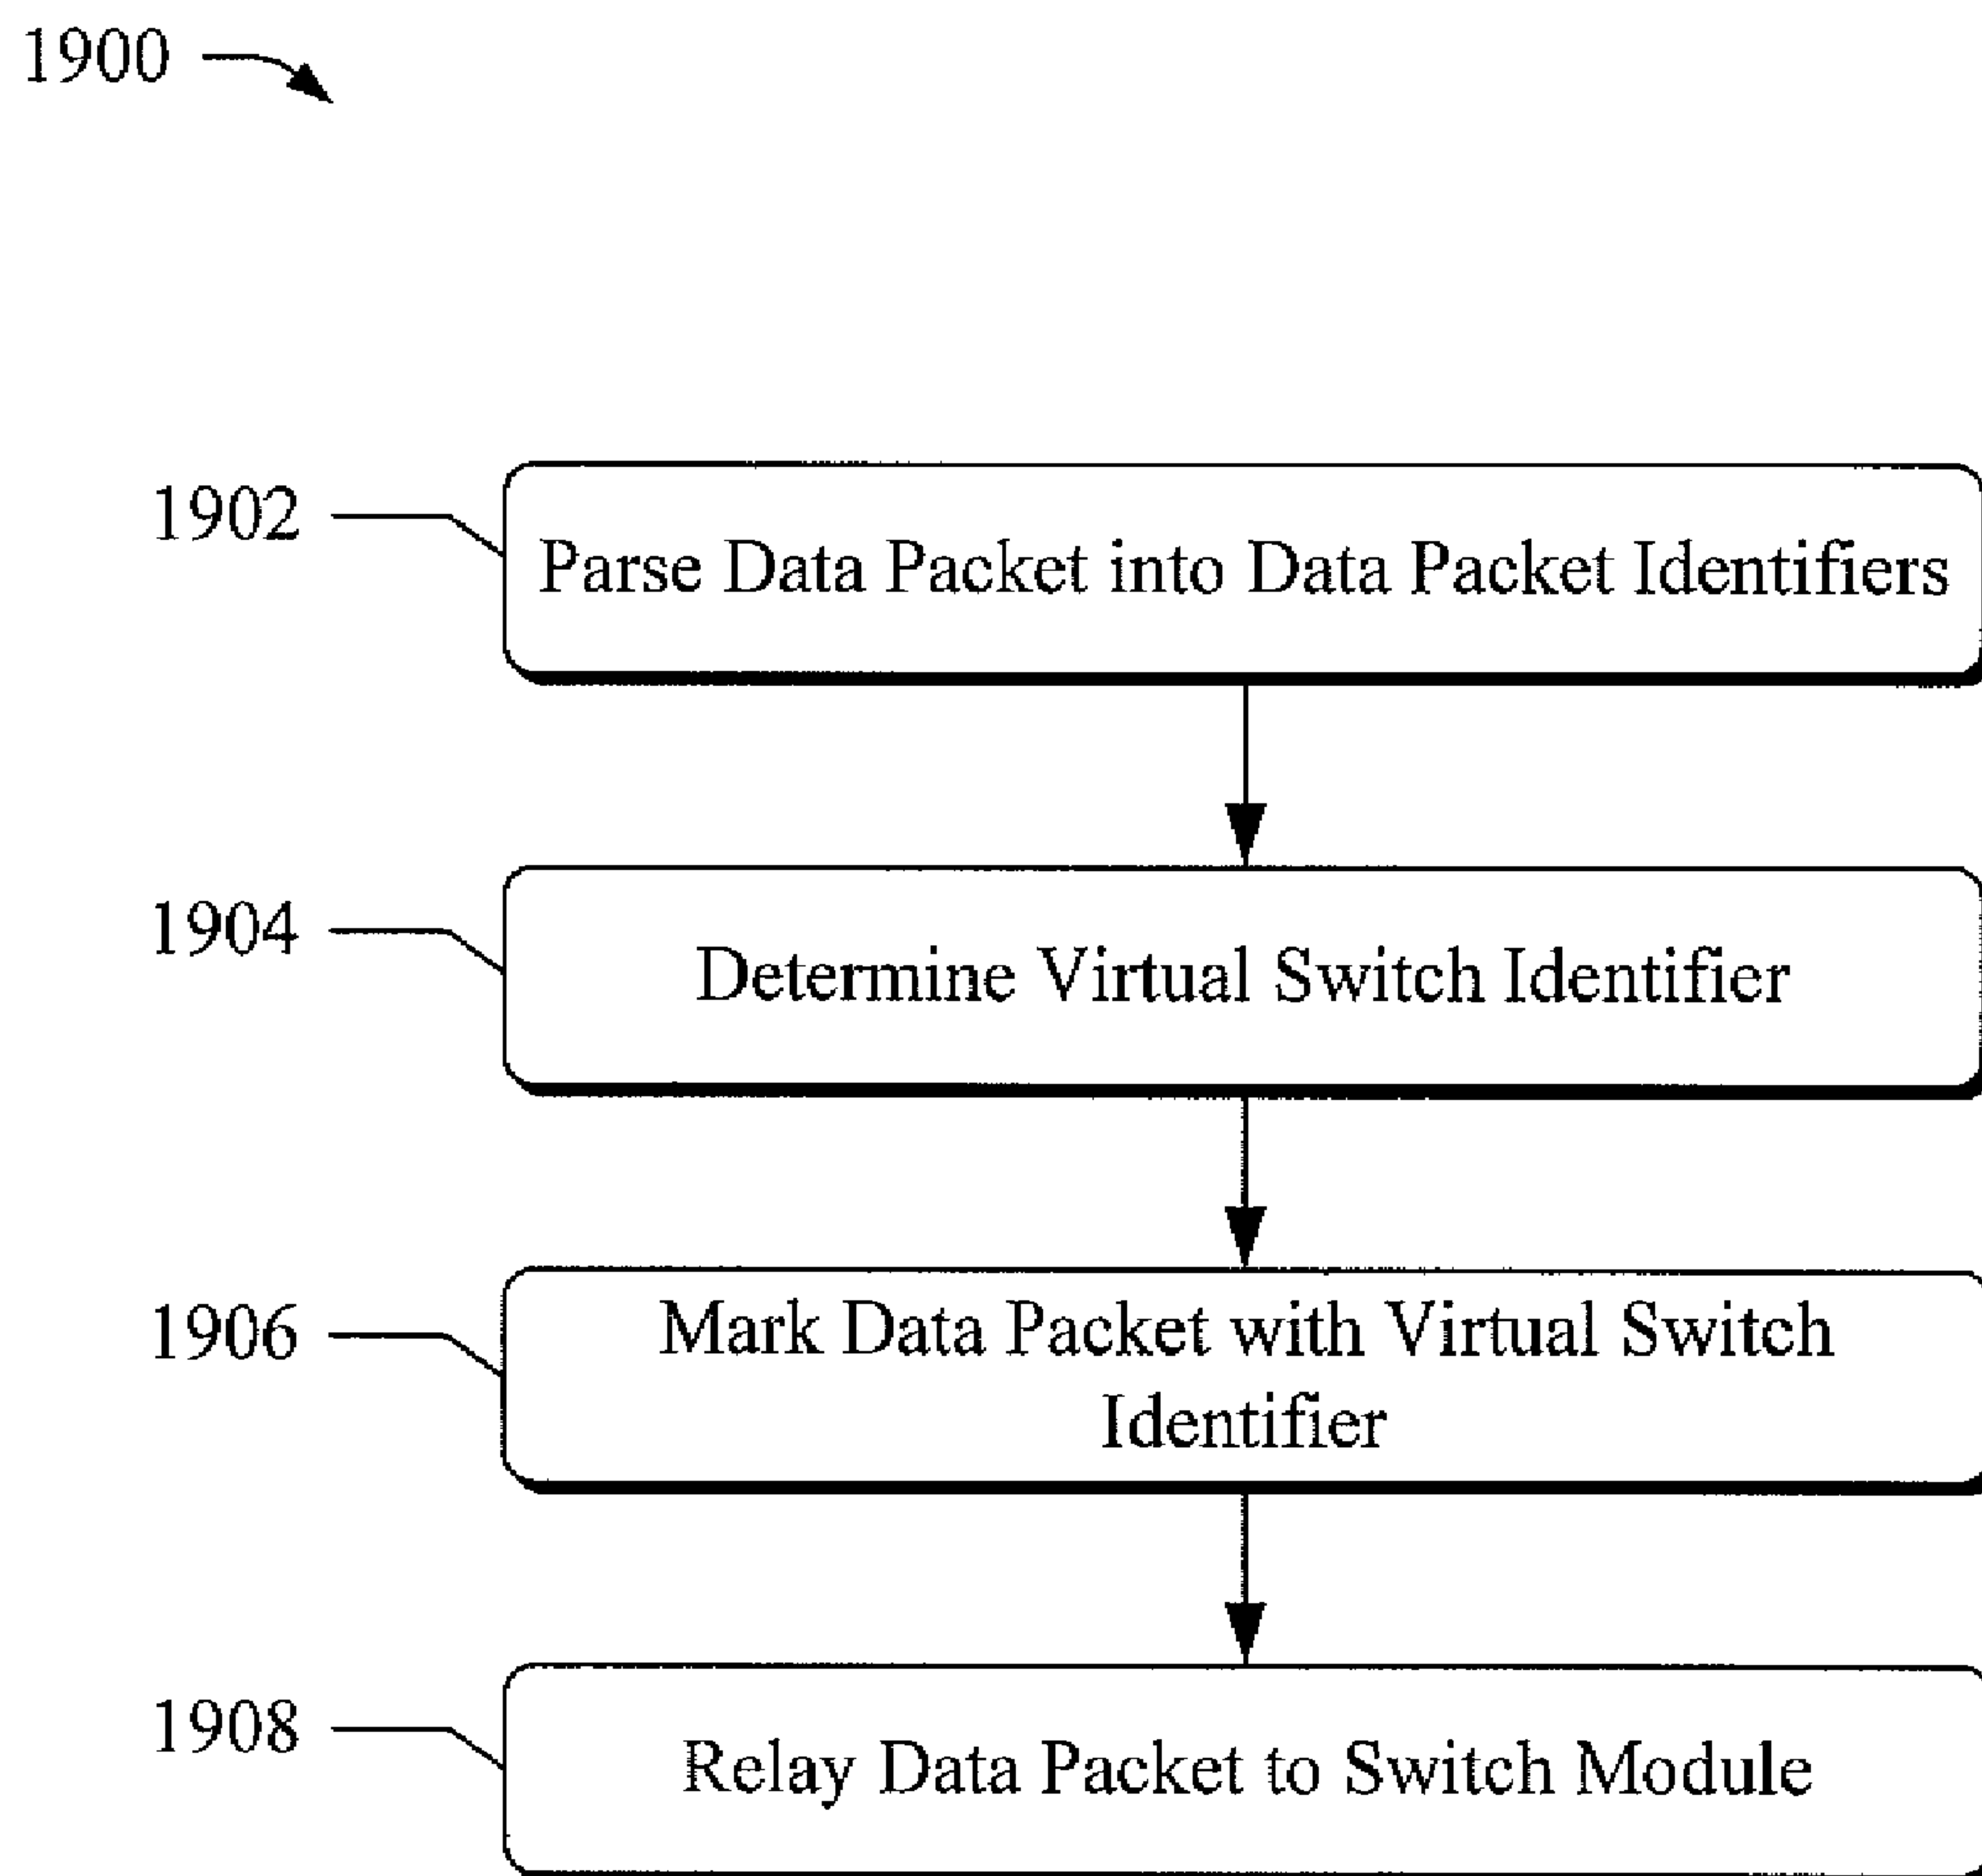 1900
1902
Parse Data Packet into Data Packet Identifiers
1904
Determine Virtual Switch Identifier
1906
Mark Data Packet with Virtual Switch
Identifier
1908
Relay Data Packet to Switch Module